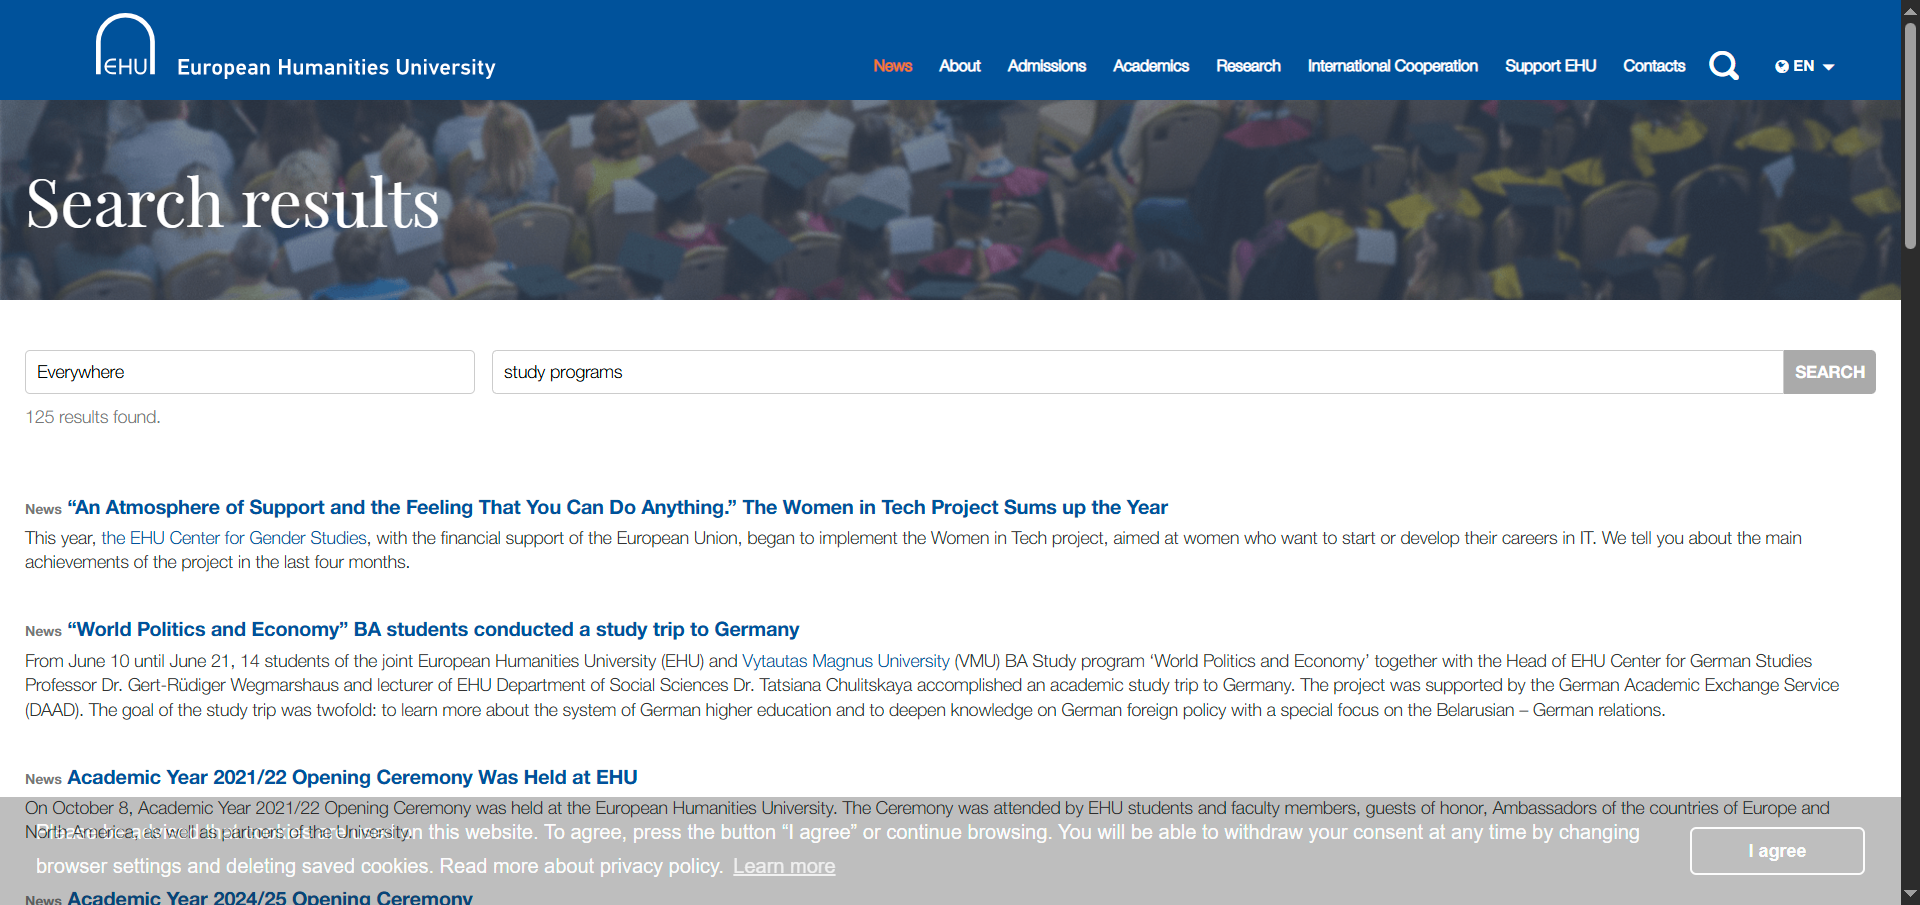 EHU European Humanities University
News About Admissions Academics Research International Cooperation Support EHU Contacts EN
Search results
Everywhere study programs SEARCH
125 results found.
News “An Atmosphere of Support and the Feeling That You Can Do Anything.” The Women in Tech Project Sums up the Year
This year, the EHU Center for Gender Studies, with the financial support of the European Union, began to implement the Women in Tech project, aimed at women who want to start or develop their careers in IT. We tell you about the main
achievements of the project in the last four months.
News “World Politics and Economy” BA students conducted a study trip to Germany
From June 10 until June 21, 14 students of the joint European Humanities University (EHU) and Vytautas Magnus University (VMU) BA Study program ‘World Politics and Economy’ together with the Head of EHU Center for German Studies
Professor Dr. Gert-Rüdiger Wegmarshaus and lecturer of EHU Department of Social Sciences Dr. Tatsiana Chulitskaya accomplished an academic study trip to Germany. The project was supported by the German Academic Exchange Service
(DAAD). The goal of the study trip was twofold: to learn more about the system of German higher education and to deepen knowledge on German foreign policy with a special focus on the Belarusian – German relations.
News Academic Year 2021/22 Opening Ceremony Was Held at EHU
On October 8, Academic Year 2021/22 Opening Ceremony was held at the European Humanities University. The Ceremony was attended by EHU students and faculty members, guests of honor, Ambassadors of the countries of Europe and
North America, as well as partners of the University.
on this website. To agree, press the button “I agree” or continue browsing. You will be able to withdraw your consent at any time by changing
browser settings and deleting saved cookies. Read more about privacy policy. Learn more
I agree
News Academic Year 2024/25 Opening Ceremony